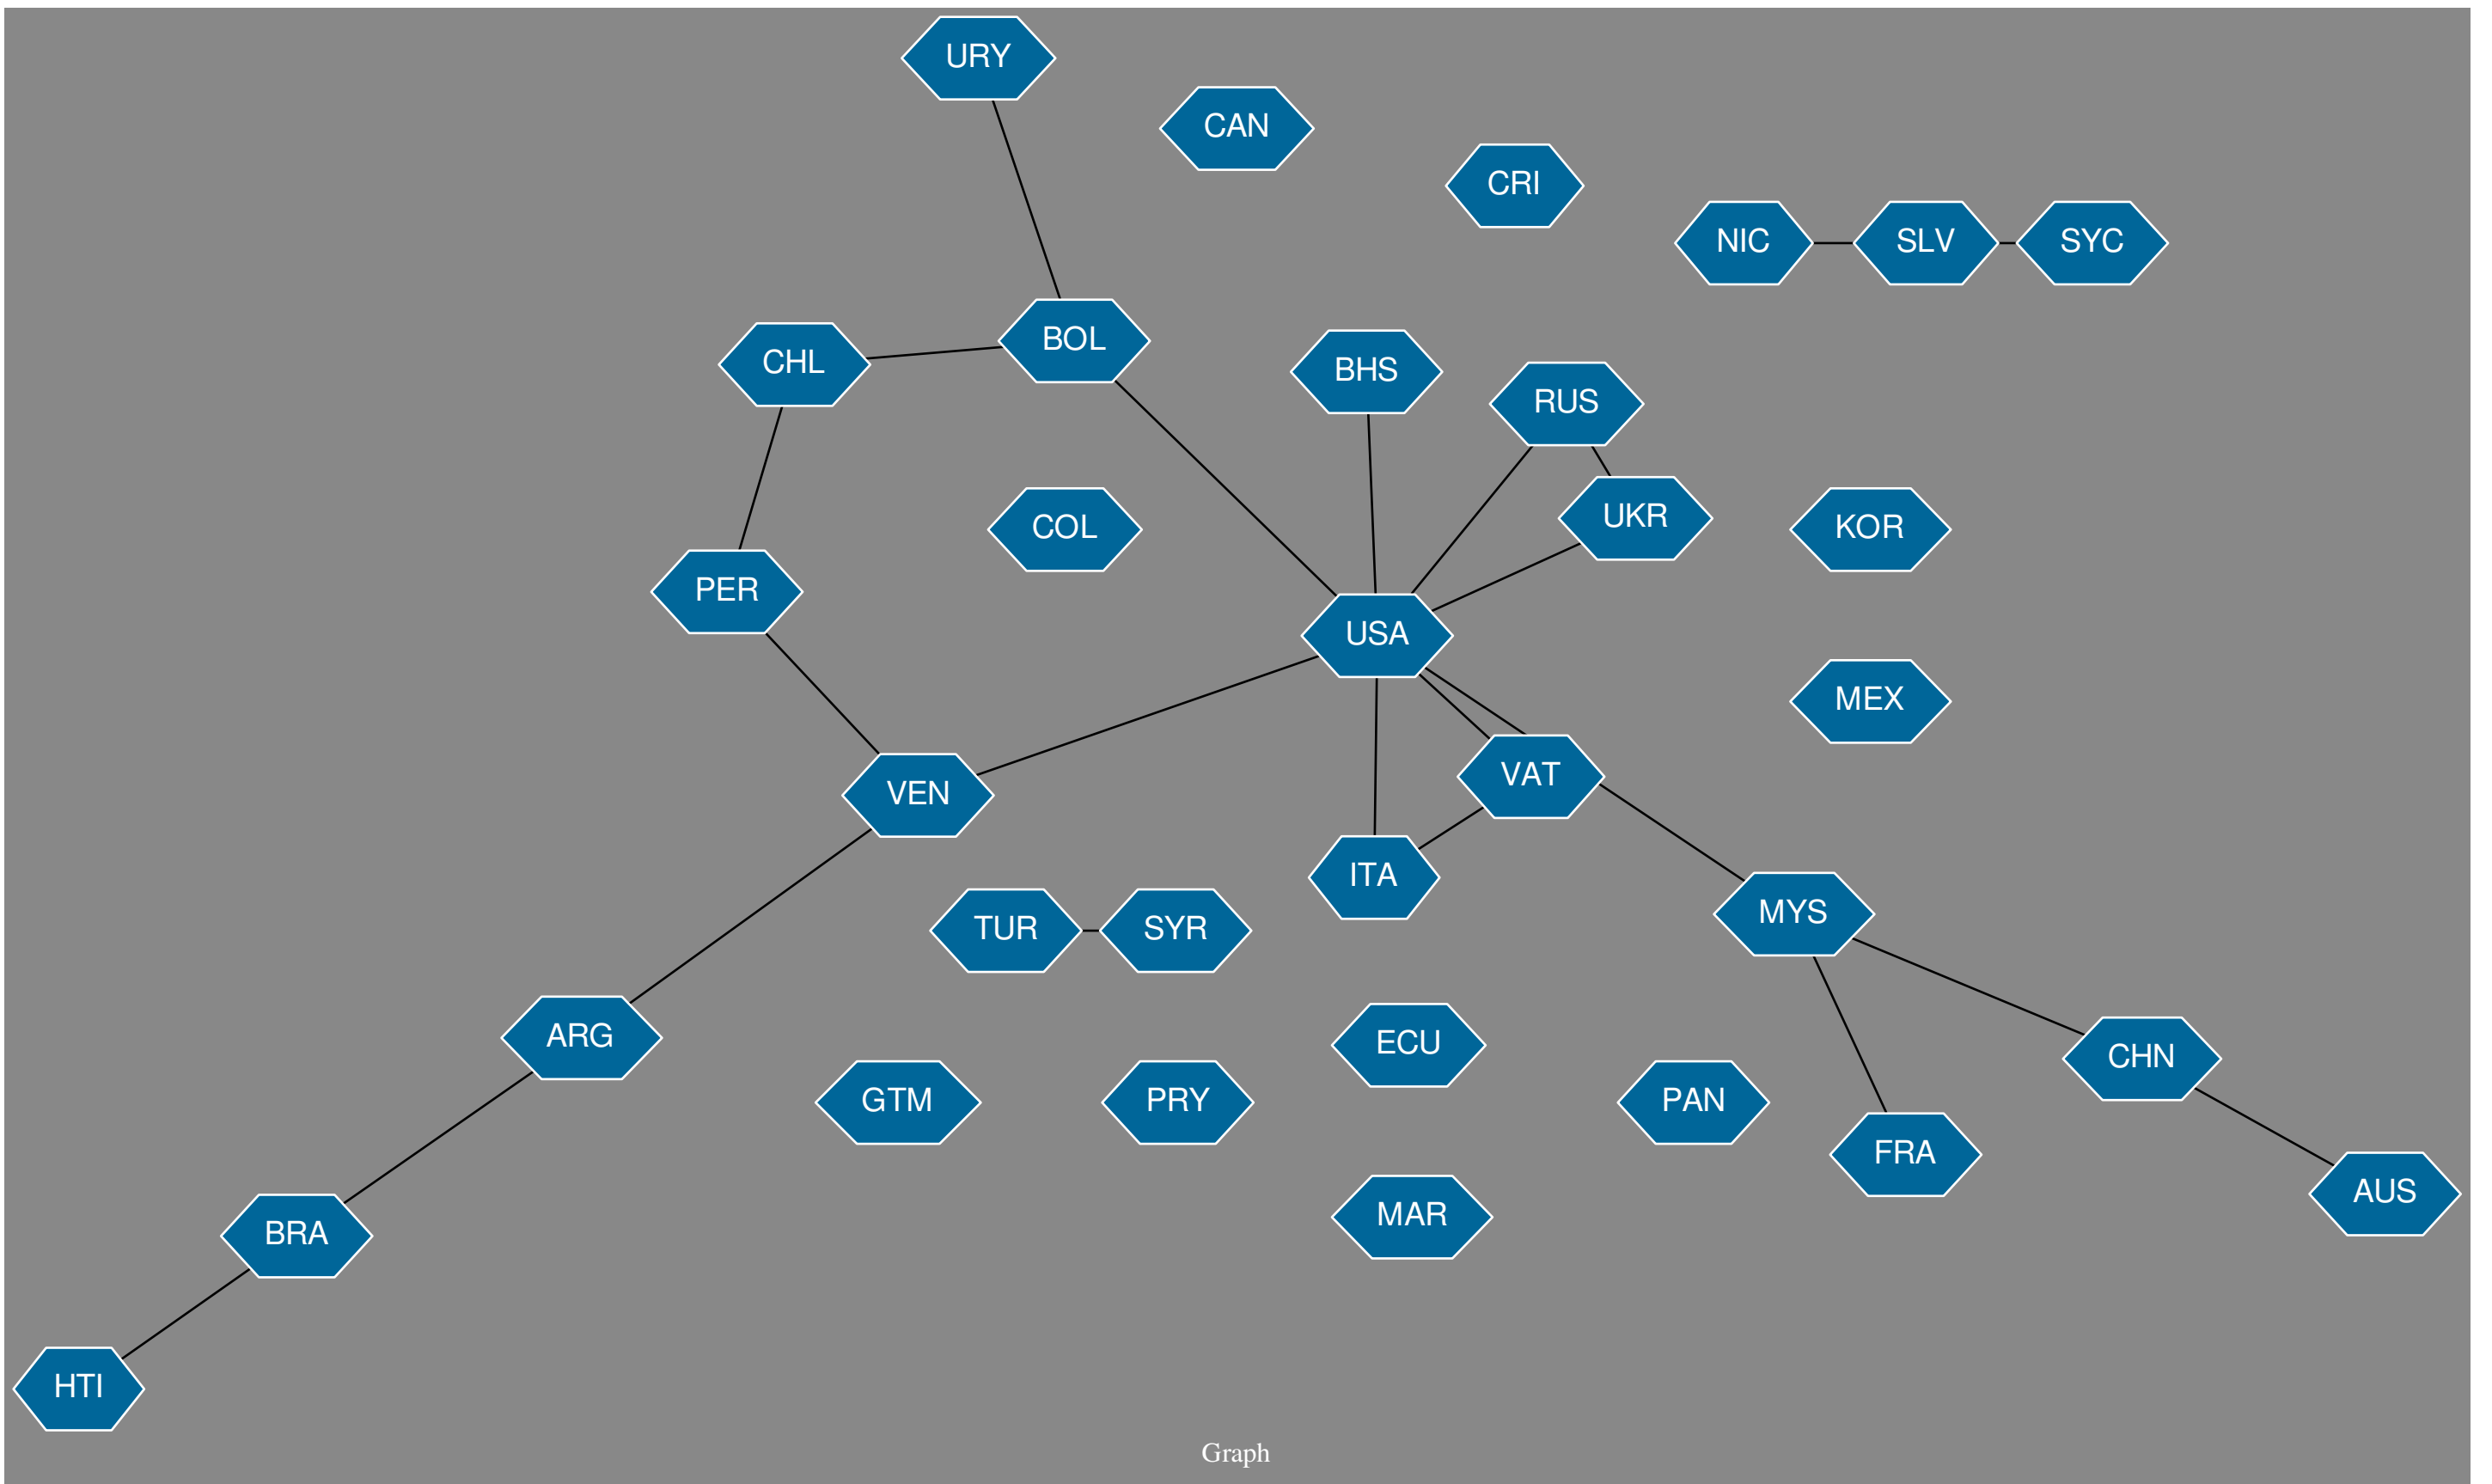 URY
CAN
CRI
NIC
SLV
SYC
BOL
CHL
BHS
RUS
UKR
KOR
COL
PER
USA
MEX
VAT
VEN
ITA
MYS
TUR
SYR
ARG
ECU
CHN
GTM
PRY
PAN
FRA
AUS
MAR
BRA
HTI
Graph